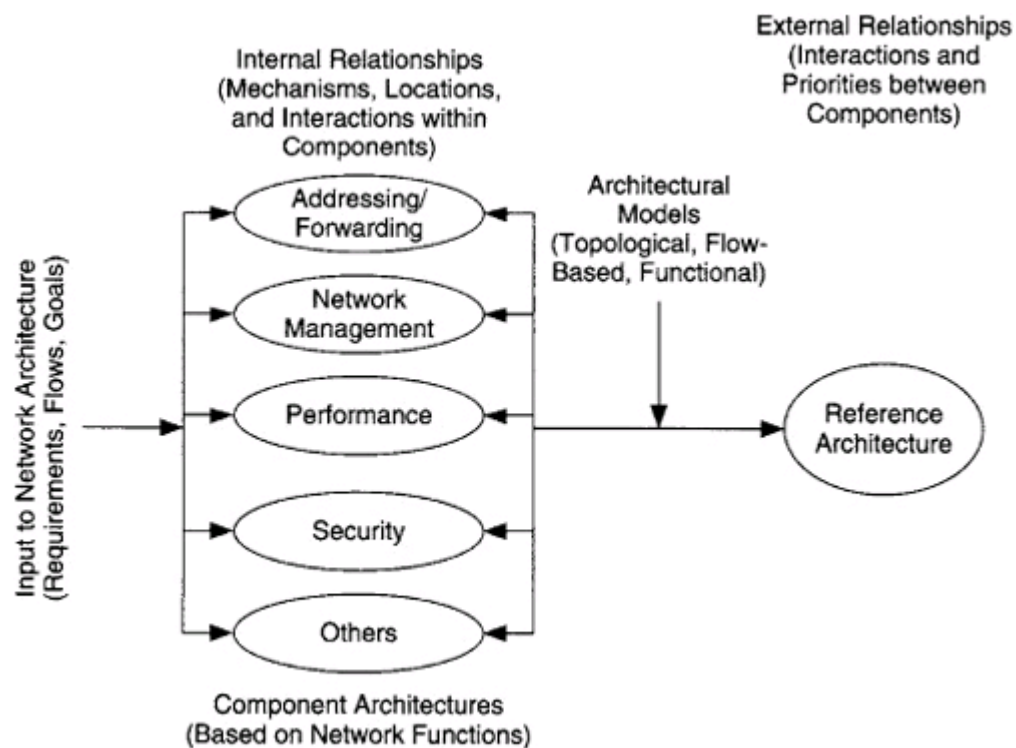 Internal Relationships
(Mechanisms, Locations,
and Interactions within
Components)
External Relationships
(Interactions and
Priorities between
Components)
Input to Network Architecture
(Requirements, Flows, Goals)
Addressing/
Forwarding
Network
Management
Performance
Security
Others
Architectural
Models
(Topological, Flow-
Based, Functional)
Reference
Architecture
Component Architectures
(Based on Network Functions)